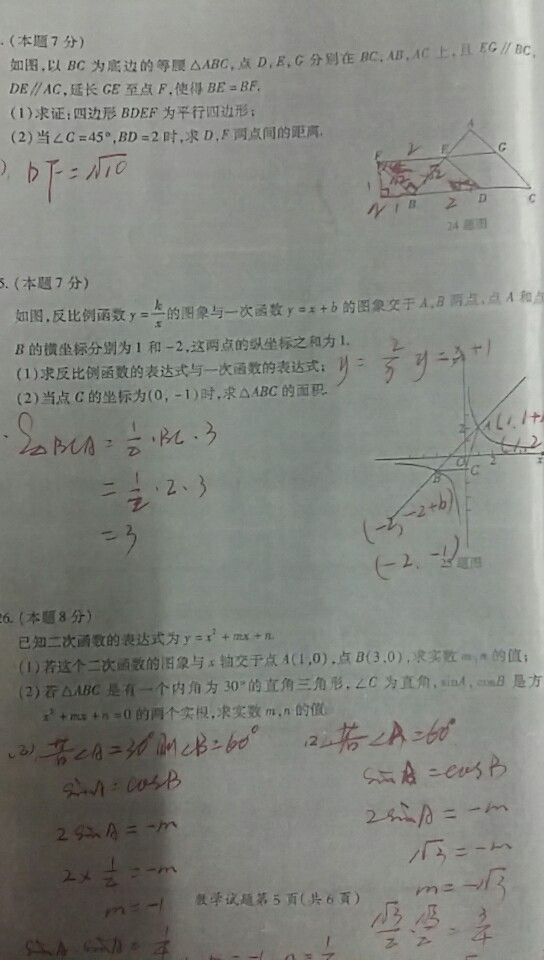 .(本题7分)
如图,以BC为底边的等腰△ABC,点D,E,G分别在BC,AB,AC上,且EG∥BC,
DE∥AC,延长GE至点F,使得BE=BF.
(1)求证:四边形BDEF为平行四边形;
(2)当∠C=45°,BD=2时,求D,F两点间的距离.
DF=√10
A
2
F
E
G
√2
√2
1
2
1
B
2
D
C
24题图
5.(本题7分)
如图,反比例函数y=k/x的图象与一次函数y=x+b的图象交于A,B两点,点A和点
B的横坐标分别为1和-2,这两点的纵坐标之和为1.
(1)求反比例函数的表达式与一次函数的表达式;
y=2/x y=x+1
(2)当点C的坐标为(0,-1)时,求△ABC的面积.
S△BCA=1/2·BC·3
=1/2·2·3
=3
2
A
(1,2
O
2
x
B
C
(-2,-2+b)
(-2,-1)
25题图
26.(本题8分)
已知二次函数的表达式为y=x²+mx+n.
(1)若这个二次函数的图象与x轴交于点A(1,0),点B(3,0),求实数m,n的值;
(2)若△ABC是有一个内角为30°的直角三角形,∠C为直角,sinA,cosB是方
x²+mx+n=0的两个实根,求实数m,n的值.
若∠A=30°则∠B=60°
若∠A=60°
sinA=cosB
sinA=cosB
2sinA=-m
2sinA=-m
2×1/2=-m
√3=-m
m=-1
m=-√3
数学试题第5页(共6页)
sinA·sinA=1/4
√3/2·√3/2=3/4